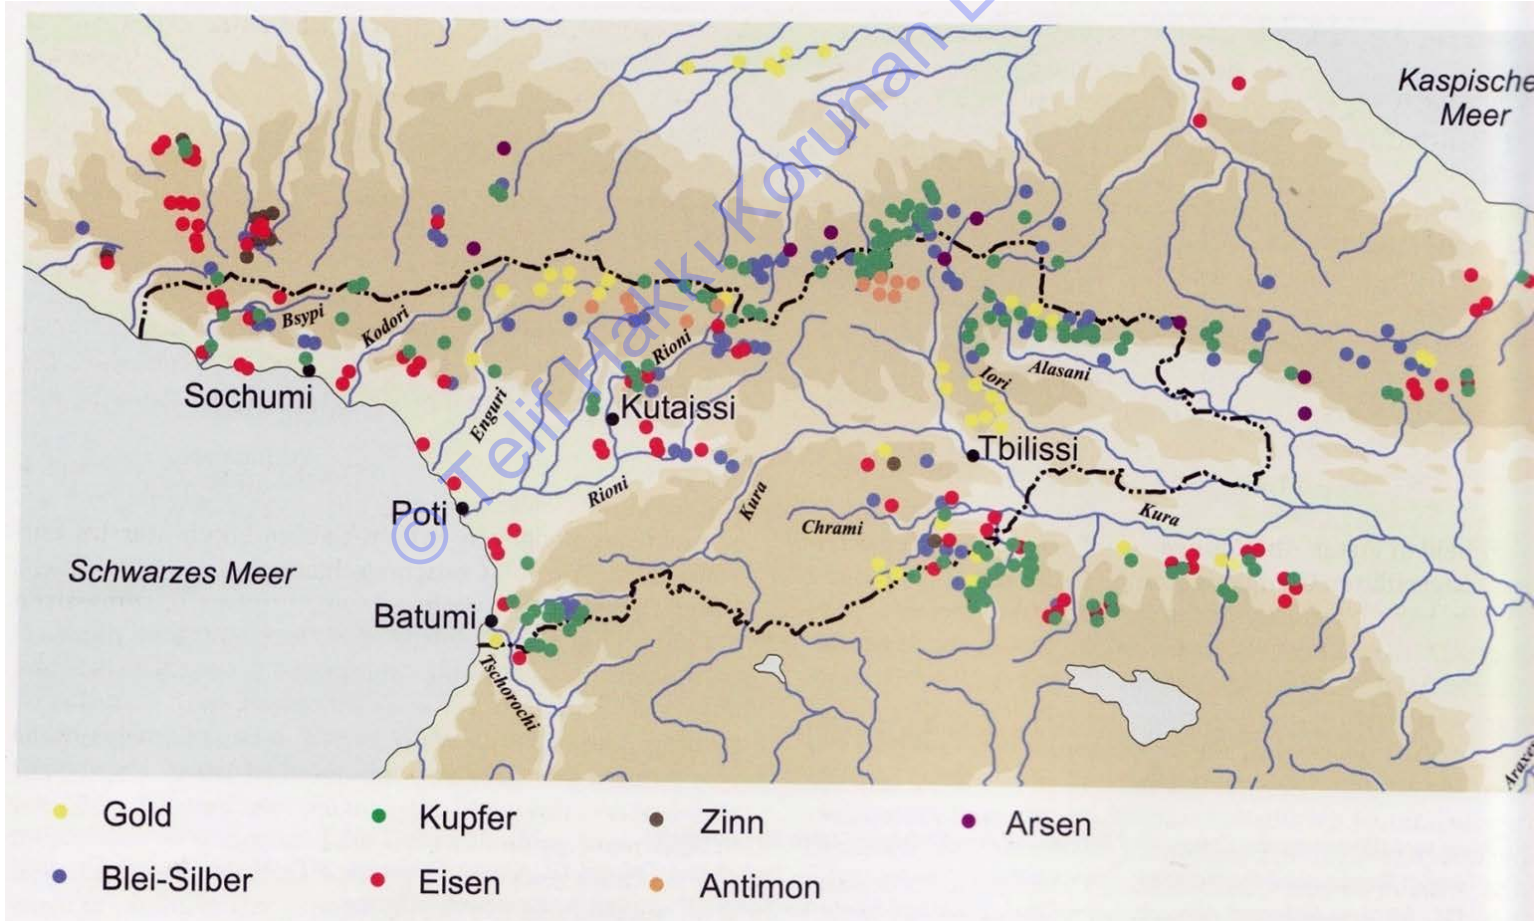 Kaspische
Meer
Bsypi
Kodori
Rioni
Sochumi
Enguri
Kutaissi
Iori
Alasani
Tbilissi
Poti
Rioni
Kura
Chrami
Kura
Schwarzes Meer
Batumi
Tschorochi
Gold
Kupfer
Zinn
Arsen
Blei-Silber
Eisen
Antimon
© Telif Hakkı Korunan